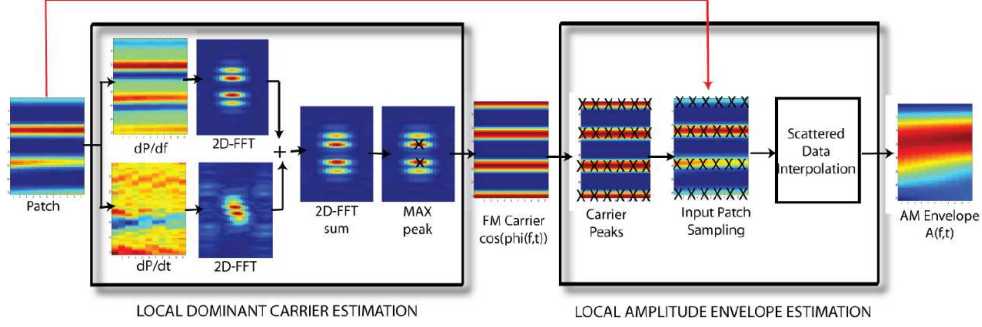 Patch
dP/df
2D-FFT
dP/dt
2D-FFT
+
2D-FFT
sum
MAX
peak
FM Carrier
cos(phi(f,t))
LOCAL DOMINANT CARRIER ESTIMATION
Carrier
Peaks
Input Patch
Sampling
Scattered
Data
Interpolation
AM Envelope
A(f,t)
LOCAL AMPLITUDE ENVELOPE ESTIMATION